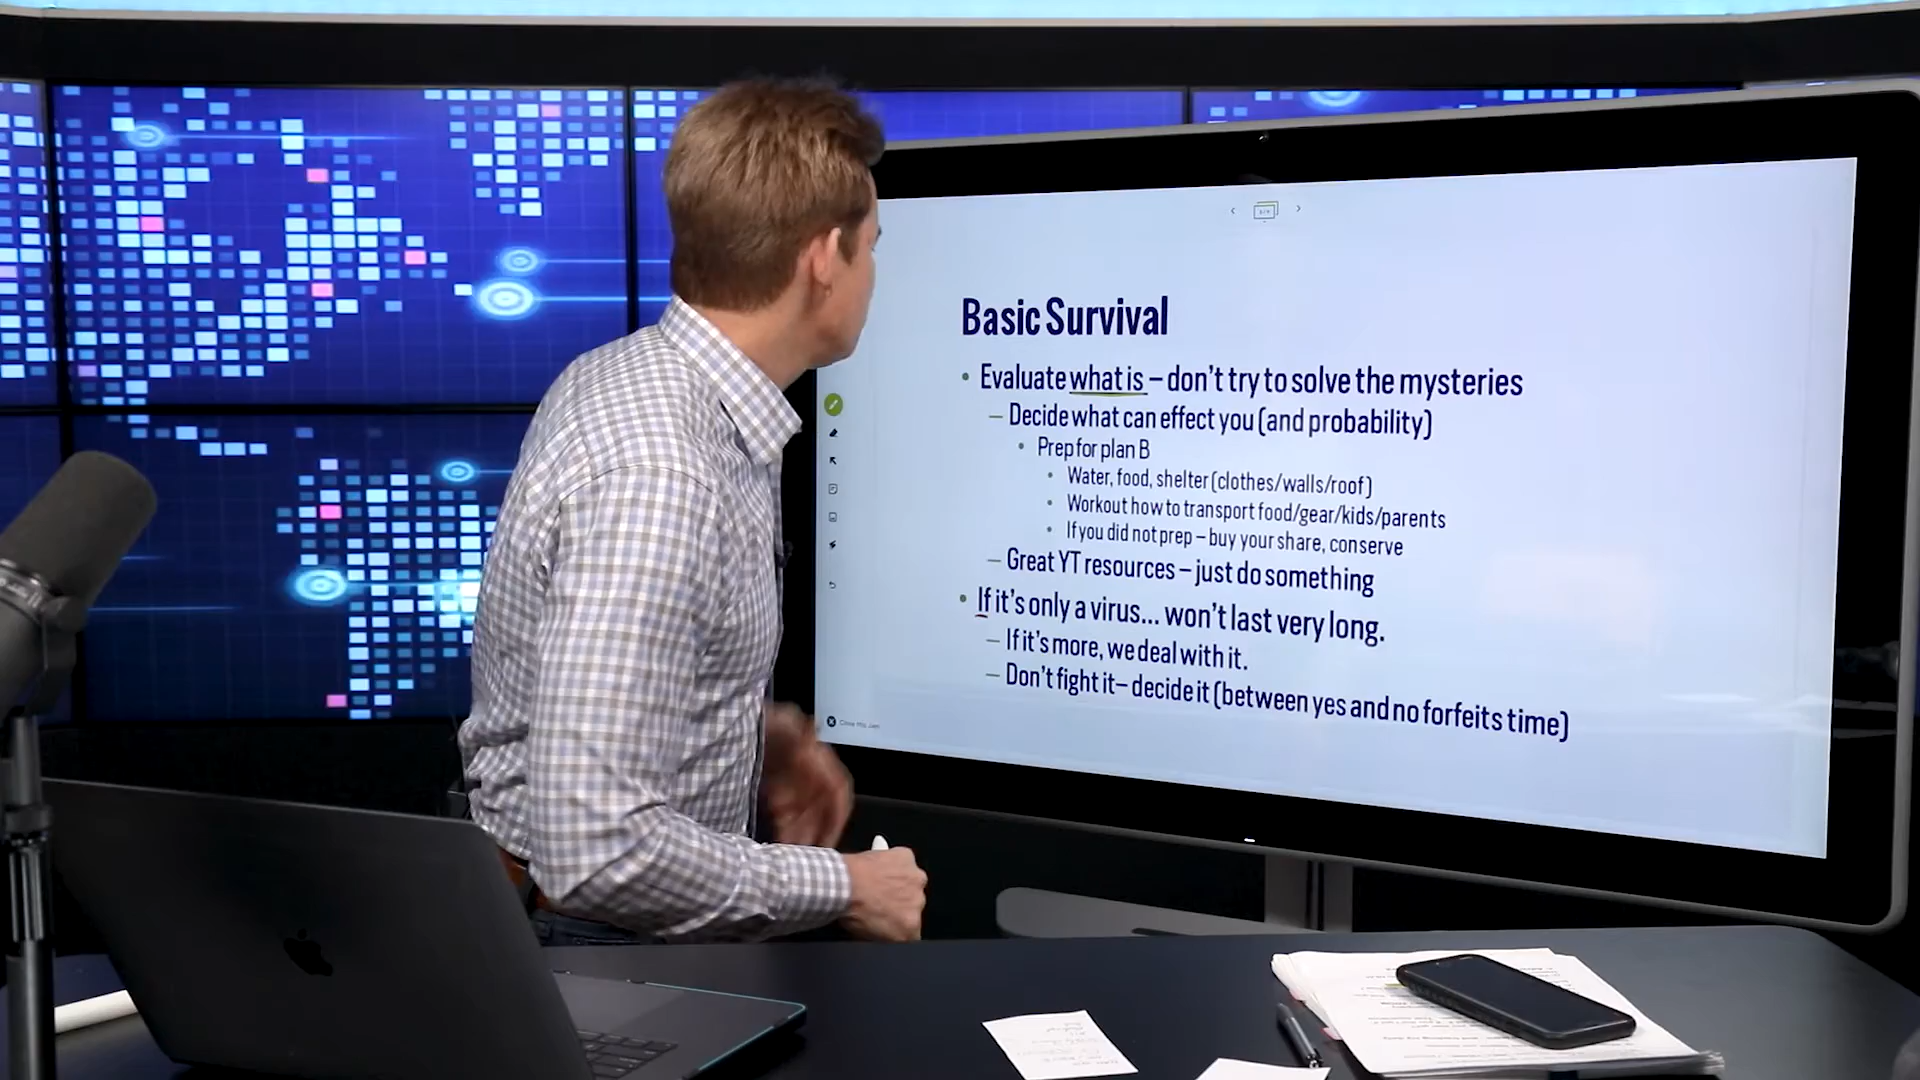 Basic Survival
• Evaluate what is – don't try to solve the mysteries
– Decide what can effect you (and probability)
• Prep for plan B
• Water, food, shelter (clothes/walls/roof)
• Workout how to transport food/gear/kids/parents
• If you did not prep – buy your share, conserve
– Great YT resources – just do something
• If it's only a virus... won't last very long.
– If it's more, we deal with it.
– Don't fight it– decide it (between yes and no forfeits time)